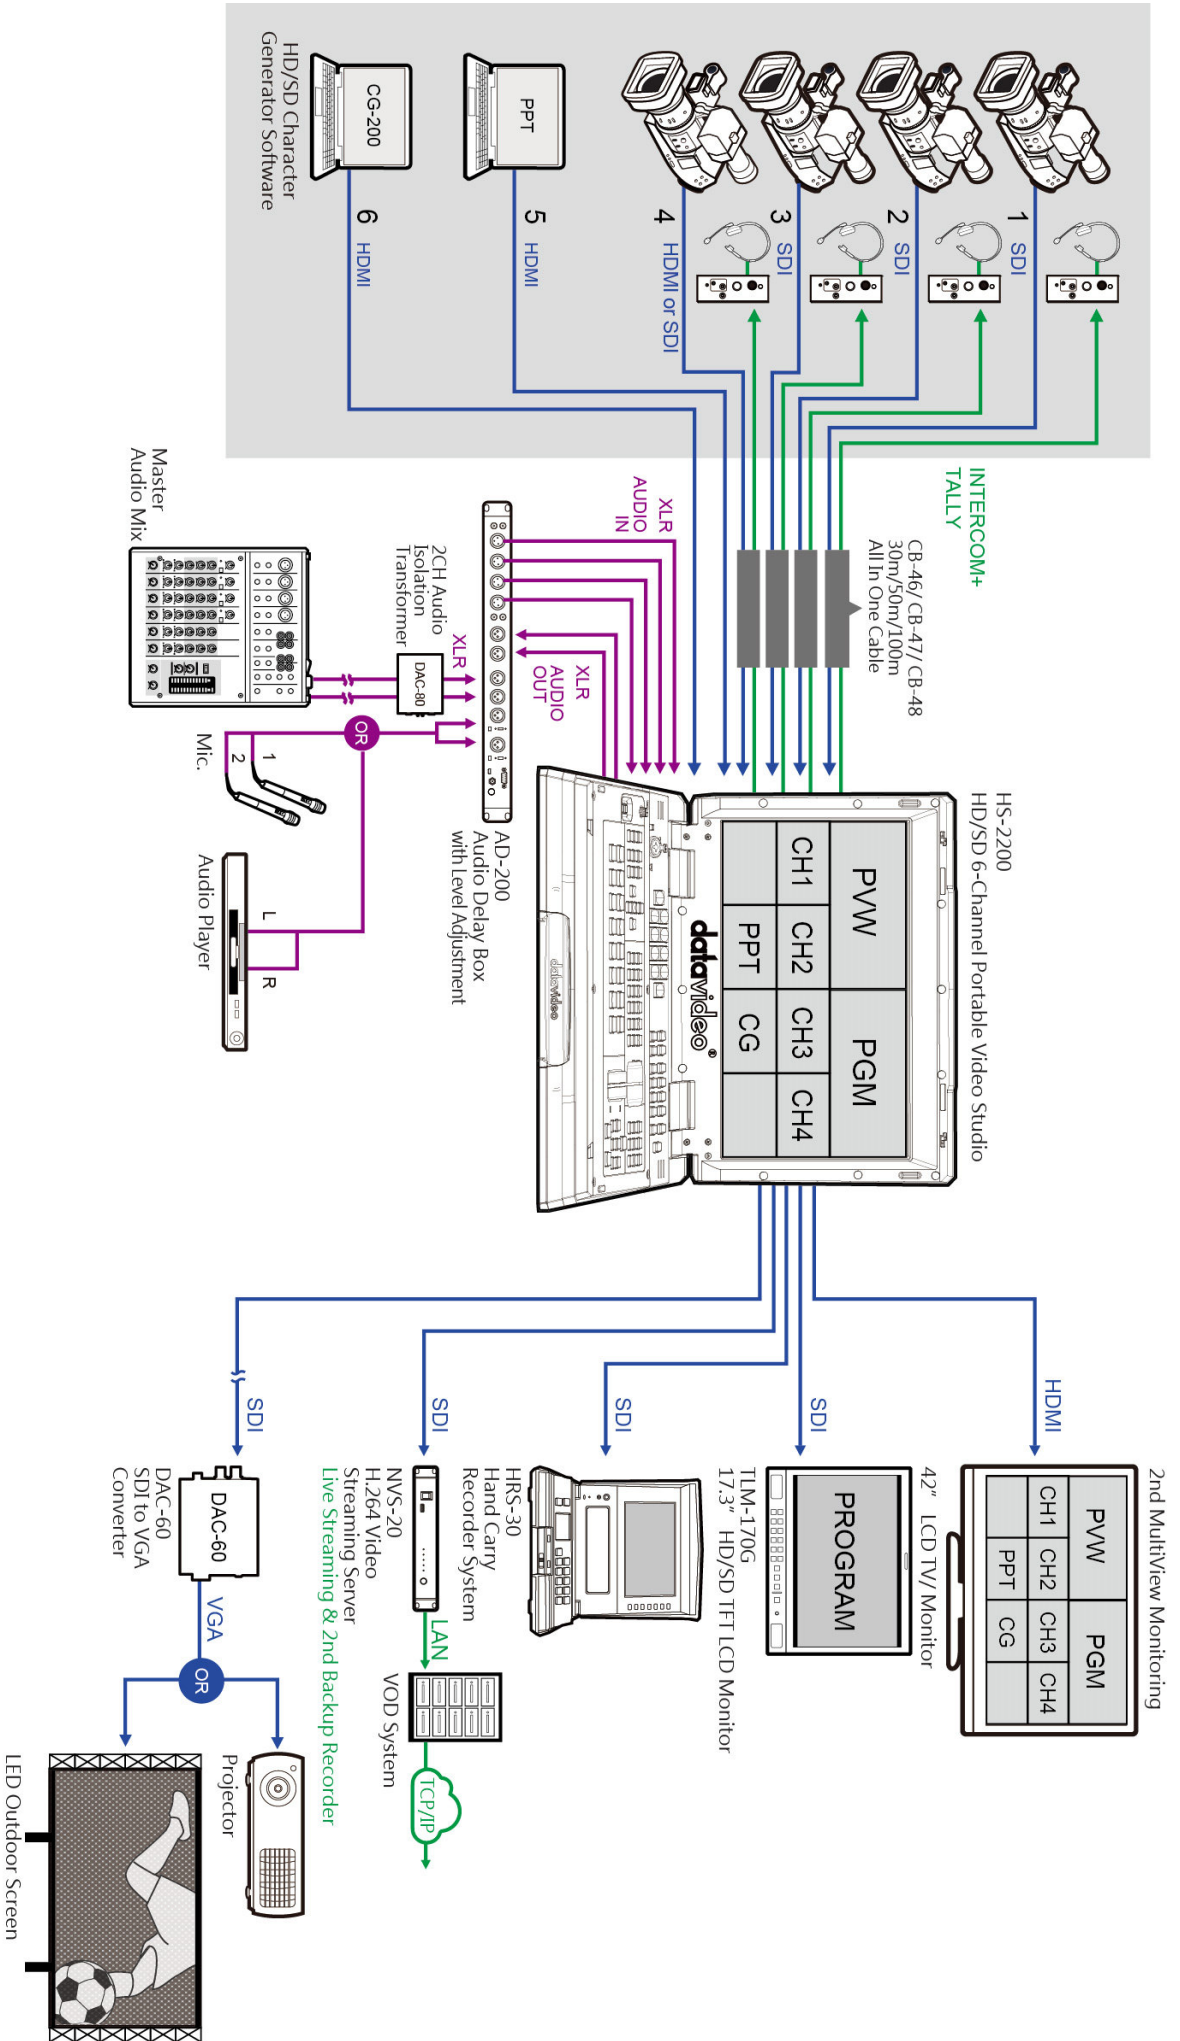 1
SDI
2
SDI
3
SDI
4
HDMI or SDI
PPT
5
HDMI
CG-200
6
HDMI
HD/SD Character
Generator Software
INTERCOM+
TALLY
CB-46/ CB-47/ CB-48
30m/50m/100m
All In One Cable
XLR
AUDIO
IN
XLR
AUDIO
OUT
2CH Audio
Isolation
Transformer
DAC-80
XLR
Master
Audio Mix
OR
Mic.
1
2
Audio Player
L
R
AD-200
Audio Delay Box
with Level Adjustment
HS-2200
HD/SD 6-Channel Portable Video Studio
PVW
PGM
CH1
CH2
CH3
CH4
PPT
CG
datavideo®
datavideo
HDMI
2nd MultiView Monitoring
PVW
PGM
CH1
CH2
CH3
CH4
PPT
CG
42" LCD TV/ Monitor
SDI
PROGRAM
TLM-170G
17.3" HD/SD TFT LCD Monitor
SDI
HRS-30
Hand Carry
Recorder System
SDI
NVS-20
H.264 Video
Streaming Server
Live Streaming & 2nd Backup Recorder
LAN
VOD System
TCP/IP
SDI
DAC-60
DAC-60
SDI to VGA
Converter
VGA
OR
Projector
LED Outdoor Screen